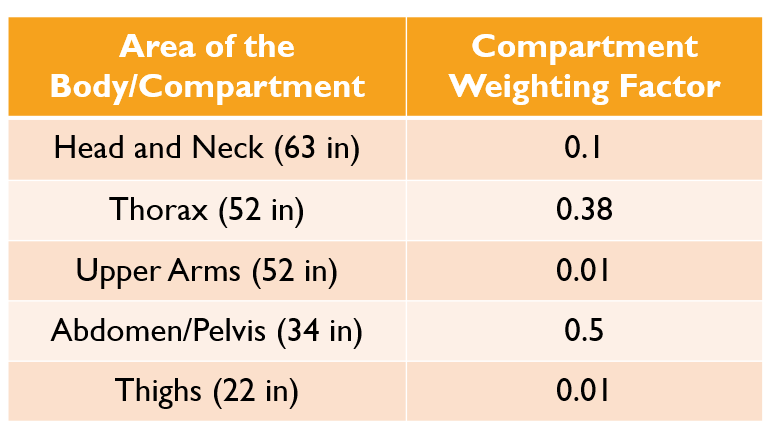 Area of the
Body/Compartment
Compartment
Weighting Factor
Head and Neck (63 in)
0.1
Thorax (52 in)
0.38
Upper Arms (52 in)
0.01
Abdomen/Pelvis (34 in)
0.5
Thighs (22 in)
0.01